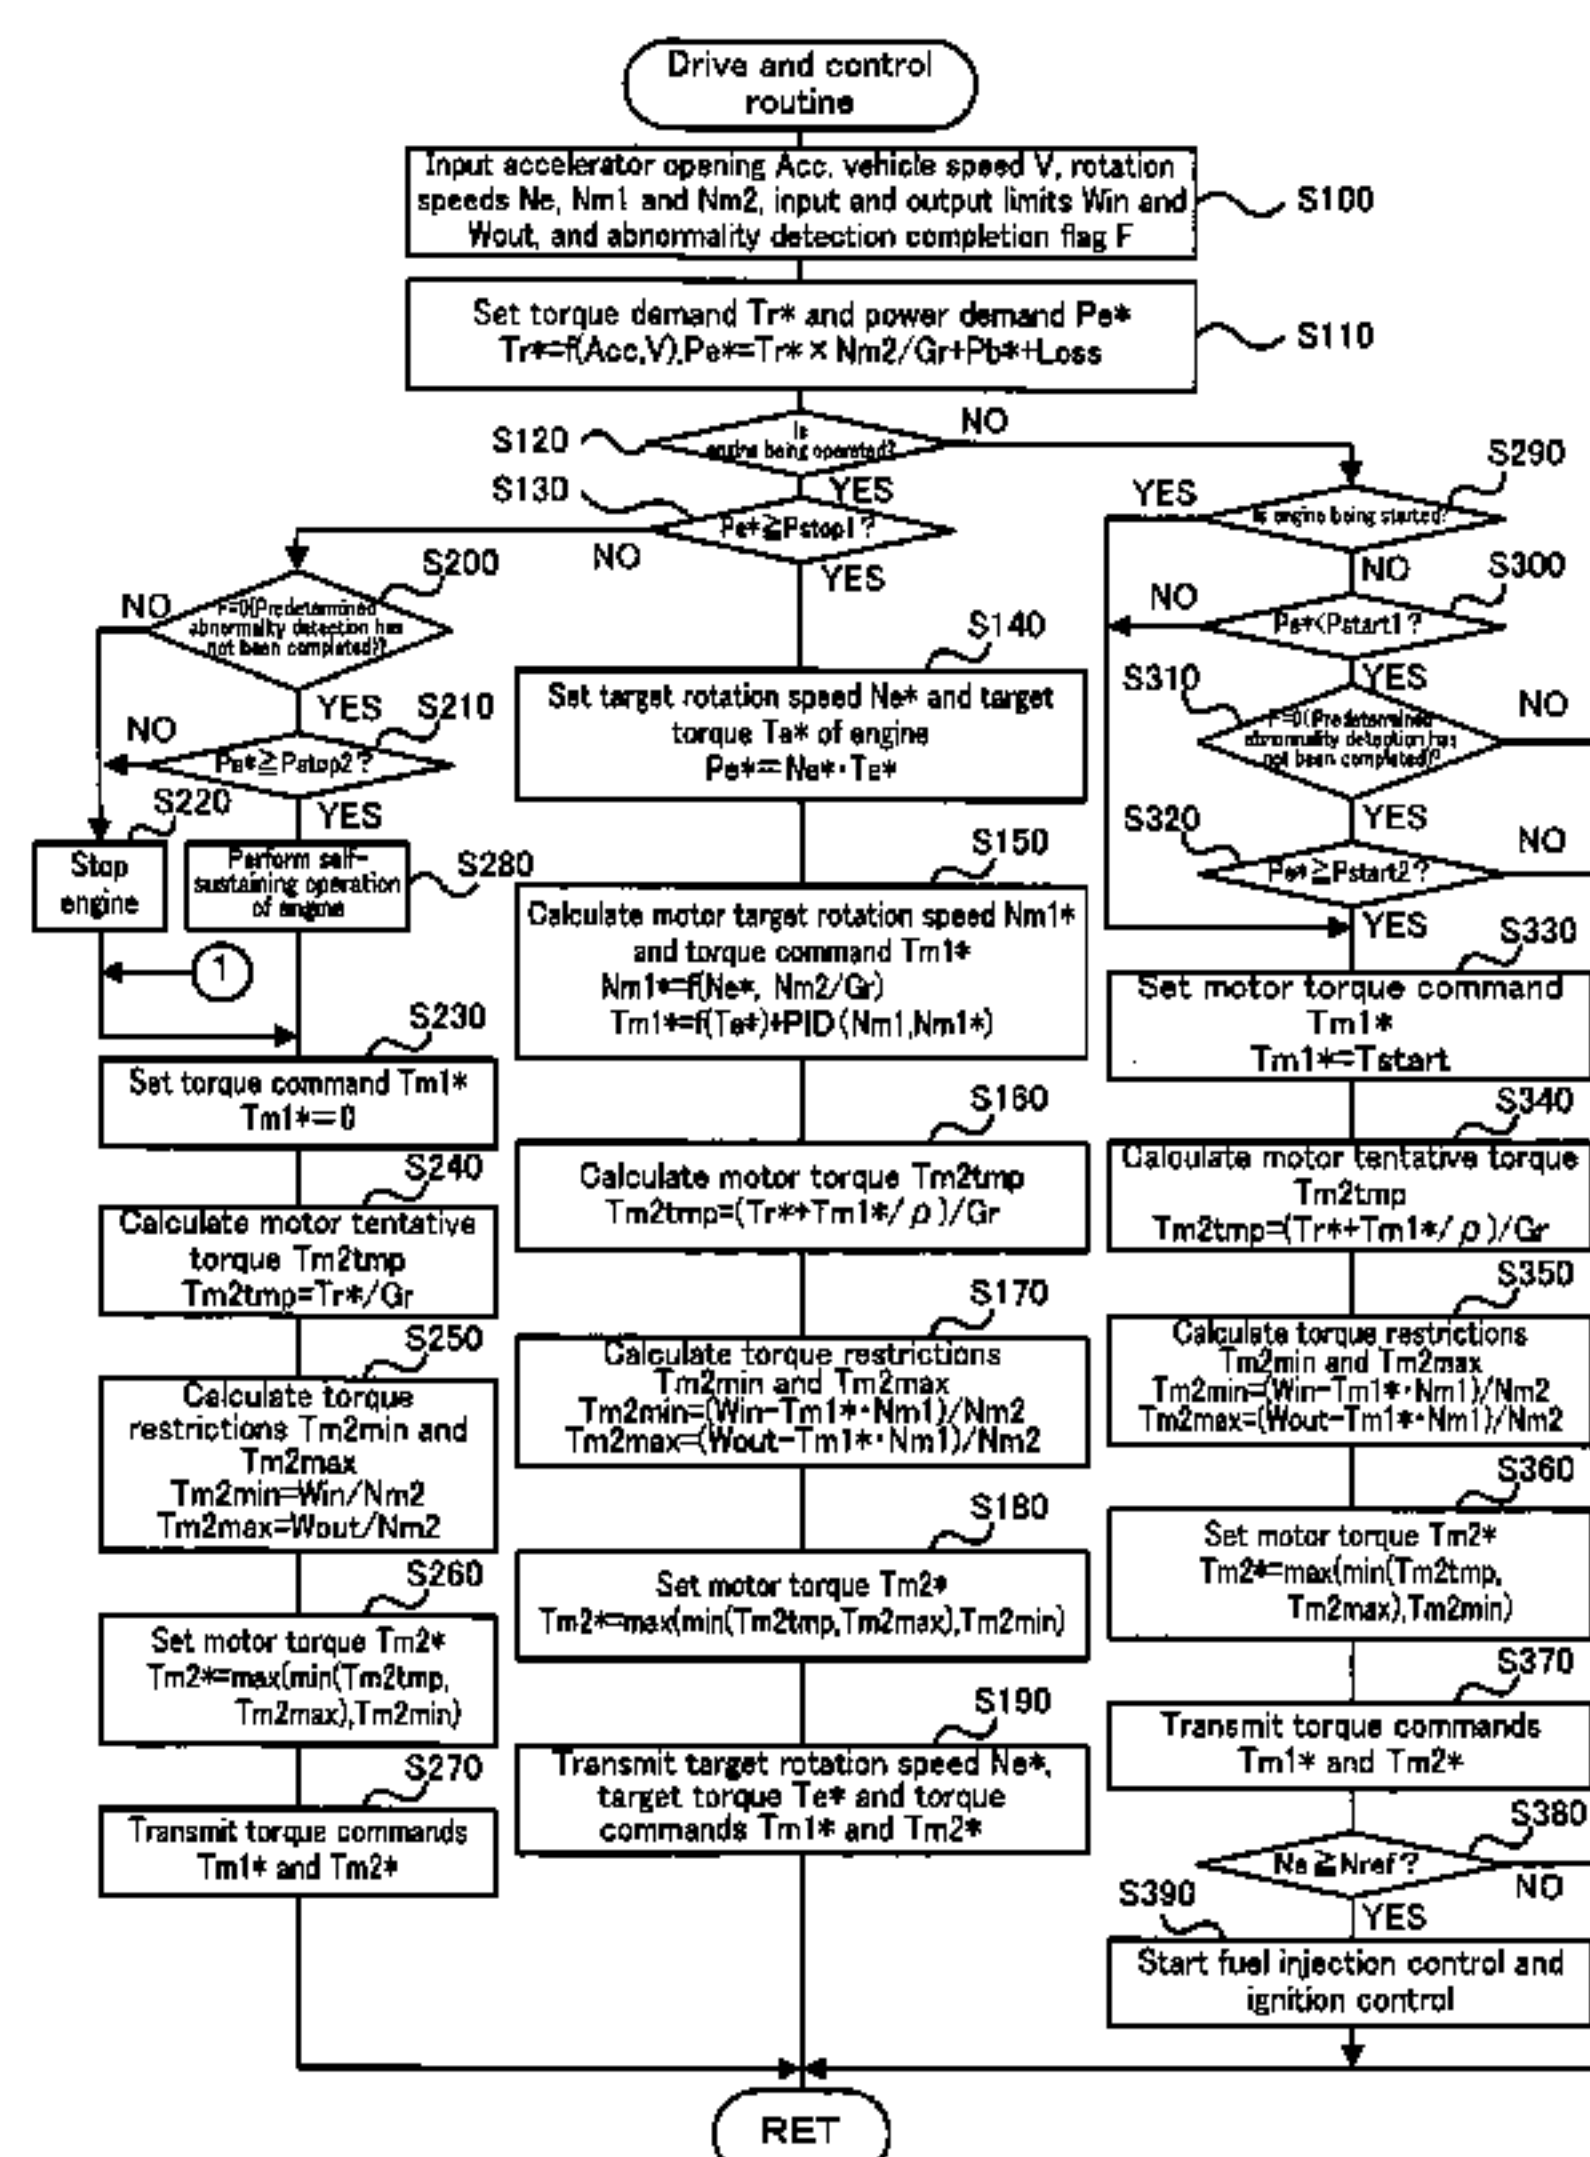 Drive and control
routine
Input accelerator opening Acc, vehicle speed V, rotation
speeds Ne, Nm1 and Nm2, input and output limits Win and
Wout, and abnormality detection completion flag F
S100
Set torque demand Tr* and power demand Pe*
Tr*=f(Acc,V),Pe*=Tr*×Nm2/Gr+Pb*+Loss
S110
S120
Is
engine being operated?
NO
YES
S130
Pe*≧Pstop1?
NO
YES
S200
F=0(Predetermined
abnormality detection has
not been completed)?
NO
YES
S210
Pe*≧Pstop2?
NO
YES
S220
Stop
engine
Perform self-
sustaining operation
of engine
S280
1
S230
Set torque command Tm1*
Tm1*=0
S240
Calculate motor tentative
torque Tm2tmp
Tm2tmp=Tr*/Gr
S250
Calculate torque
restrictions Tm2min and
Tm2max
Tm2min=Win/Nm2
Tm2max=Wout/Nm2
S260
Set motor torque Tm2*
Tm2*=max(min(Tm2tmp,
Tm2max),Tm2min)
S270
Transmit torque commands
Tm1* and Tm2*
S140
Set target rotation speed Ne* and target
torque Te* of engine
Pe*=Ne*·Te*
S150
Calculate motor target rotation speed Nm1*
and torque command Tm1*
Nm1*=f(Ne*, Nm2/Gr)
Tm1*=f(Te*)+PID(Nm1,Nm1*)
S160
Calculate motor torque Tm2tmp
Tm2tmp=(Tr*+Tm1*/ρ)/Gr
S170
Calculate torque restrictions
Tm2min and Tm2max
Tm2min=(Win-Tm1*·Nm1)/Nm2
Tm2max=(Wout-Tm1*·Nm1)/Nm2
S180
Set motor torque Tm2*
Tm2*=max(min(Tm2tmp,Tm2max),Tm2min)
S190
Transmit target rotation speed Ne*,
target torque Te* and torque
commands Tm1* and Tm2*
S290
Is engine being started?
YES
NO
S300
Pe*<Pstart1?
NO
YES
S310
F=0(Predetermined
abnormality detection has
not been completed)?
NO
YES
S320
Pe*≧Pstart2?
NO
YES
S330
Set motor torque command
Tm1*
Tm1*=Tstart
S340
Calculate motor tentative torque
Tm2tmp
Tm2tmp=(Tr*+Tm1*/ρ)/Gr
S350
Calculate torque restrictions
Tm2min and Tm2max
Tm2min=(Win-Tm1*·Nm1)/Nm2
Tm2max=(Wout-Tm1*·Nm1)/Nm2
S360
Set motor torque Tm2*
Tm2*=max(min(Tm2tmp,
Tm2max),Tm2min)
S370
Transmit torque commands
Tm1* and Tm2*
S380
Ne≧Nref?
NO
YES
S390
Start fuel injection control and
ignition control
RET